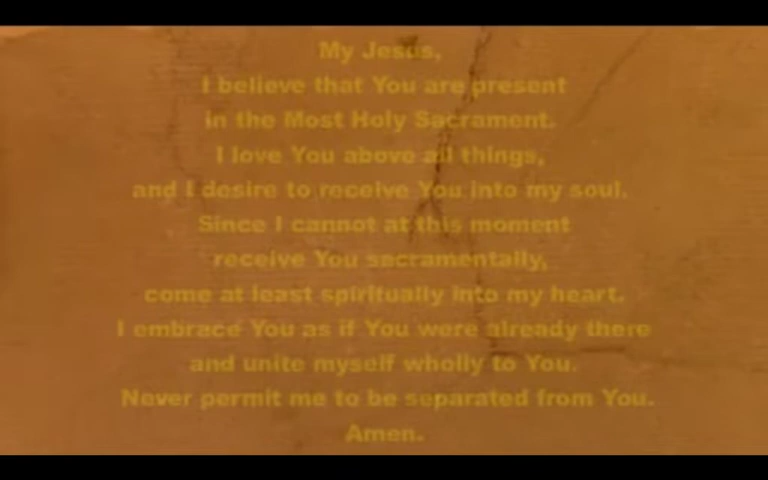 My Jesus,
I believe that You are present
in the Most Holy Sacrament.
I love You above all things,
and I desire to receive You into my soul.
Since I cannot at this moment
receive You sacramentally,
come at least spiritually into my heart.
I embrace You as if You were already there
and unite myself wholly to You.
Never permit me to be separated from You.
Amen.